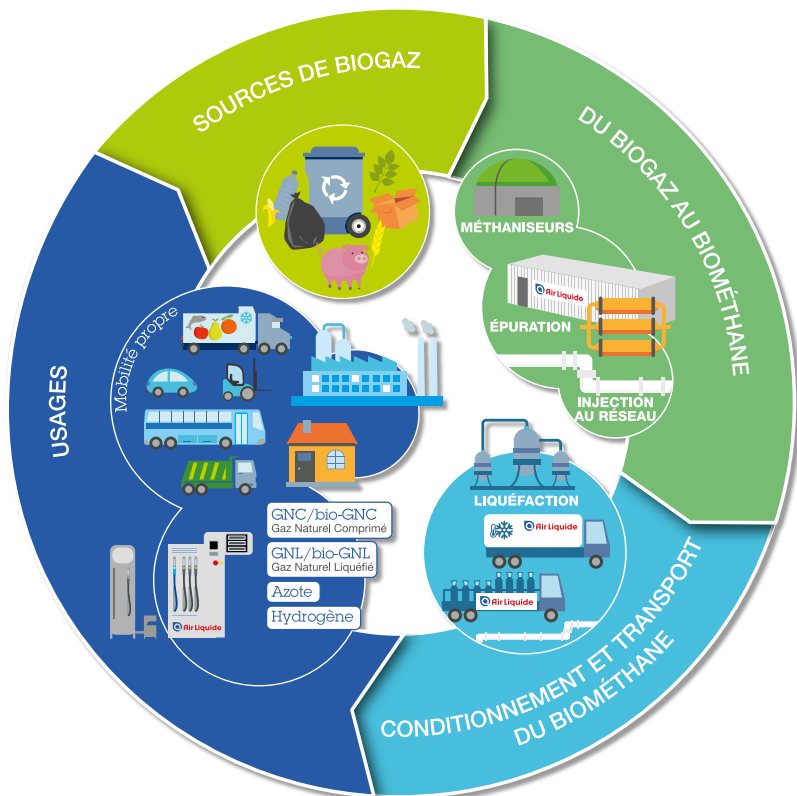 SOURCES DE BIOGAZ
DU BIOGAZ AU BIOMÉTHANE
MÉTHANISEURS
Air Liquide
ÉPURATION
INJECTION
AU RÉSEAU
LIQUÉFACTION
Air Liquide
Air Liquide
CONDITIONNEMENT ET TRANSPORT
DU BIOMÉTHANE
USAGES
Mobilité propre
GNC/bio-GNC
Gaz Naturel Comprimé
GNL/bio-GNL
Gaz Naturel Liquéfié
Azote
Hydrogène
Air Liquide